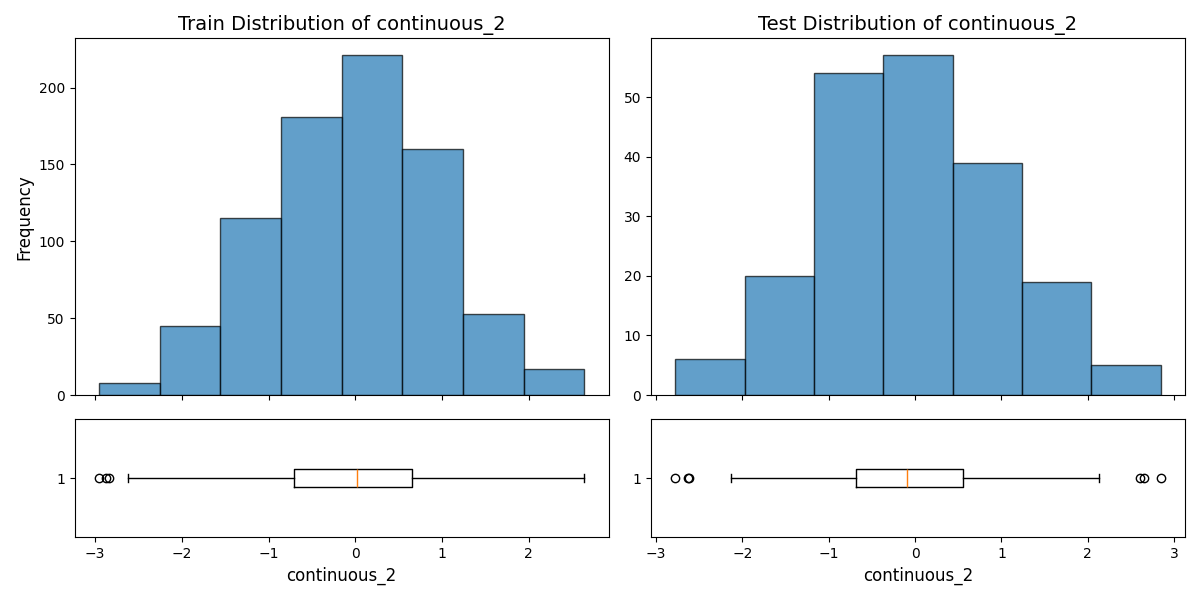 Train Distribution of continuous_2
Test Distribution of continuous_2
Frequency
200
150
100
50
0
50
40
30
20
10
0
1
1
−3 −2 −1 0 1 2
−3 −2 −1 0 1 2 3
continuous_2
continuous_2